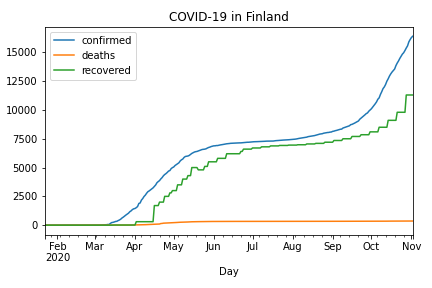 COVID-19 in Finland
confirmed
deaths
recovered
15000
12500
10000
7500
5000
2500
0
Feb Mar Apr May Jun Jul Aug Sep Oct Nov
2020
Day